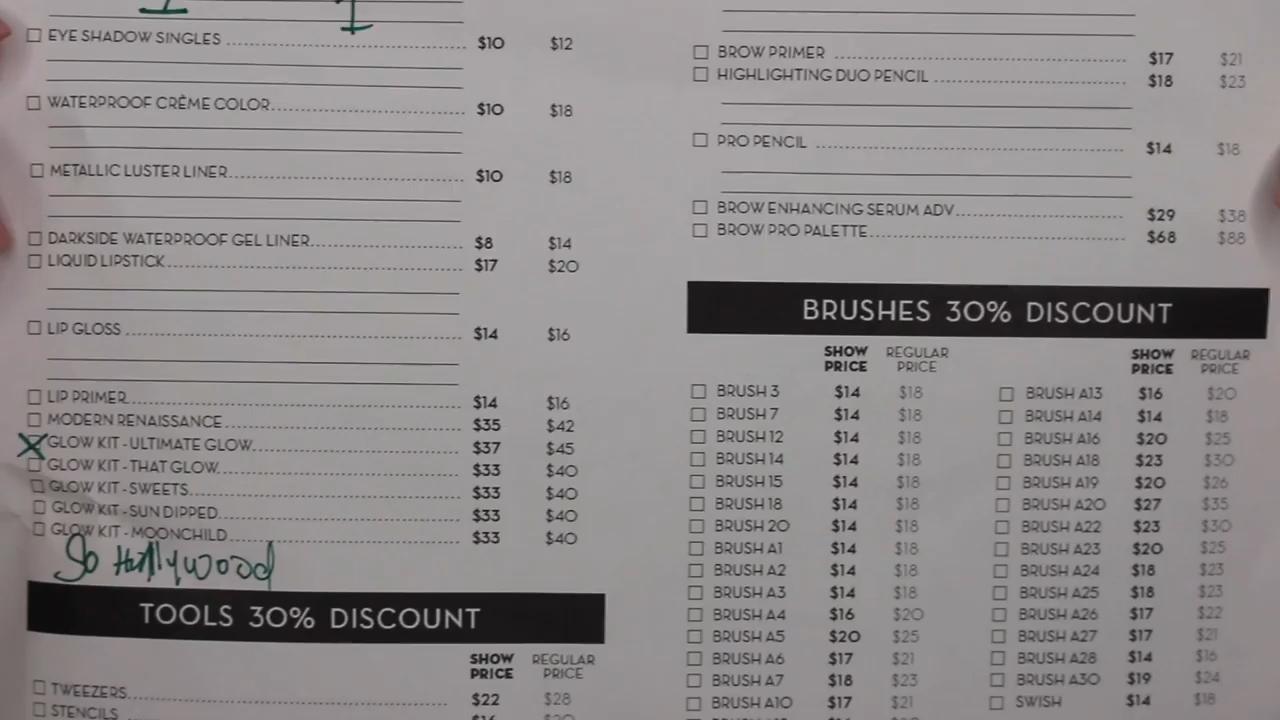 EYE SHADOW SINGLES $10 $12
WATERPROOF CRÈME COLOR $10 $18
METALLIC LUSTER LINER $10 $18
DARKSIDE WATERPROOF GEL LINER $8 $14
LIQUID LIPSTICK $17 $20
LIP GLOSS $14 $16
LIP PRIMER $14 $16
MODERN RENAISSANCE $35 $42
X GLOW KIT - ULTIMATE GLOW $37 $45
GLOW KIT - THAT GLOW $33 $40
GLOW KIT - SWEETS $33 $40
GLOW KIT - SUN DIPPED $33 $40
GLOW KIT - MOONCHILD $33 $40
So Hollywood
TOOLS 30% DISCOUNT
SHOW PRICE REGULAR PRICE
TWEEZERS $22 $28
STENCILS
BROW PRIMER $17 $21
HIGHLIGHTING DUO PENCIL $18 $23
PRO PENCIL $14 $18
BROW ENHANCING SERUM ADV $29 $38
BROW PRO PALETTE $68 $88
BRUSHES 30% DISCOUNT
SHOW PRICE REGULAR PRICE
BRUSH 3 $14 $18
BRUSH 7 $14 $18
BRUSH 12 $14 $18
BRUSH 14 $14 $18
BRUSH 15 $14 $18
BRUSH 18 $14 $18
BRUSH 20 $14 $18
BRUSH A1 $14 $18
BRUSH A2 $14 $18
BRUSH A3 $14 $18
BRUSH A4 $16 $20
BRUSH A5 $20 $25
BRUSH A6 $17 $21
BRUSH A7 $18 $23
BRUSH A10 $17 $21
SHOW PRICE REGULAR PRICE
BRUSH A13 $16 $20
BRUSH A14 $14 $18
BRUSH A16 $20 $25
BRUSH A18 $23 $30
BRUSH A19 $20 $26
BRUSH A20 $27 $35
BRUSH A22 $23 $30
BRUSH A23 $20 $25
BRUSH A24 $18 $23
BRUSH A25 $18 $23
BRUSH A26 $17 $22
BRUSH A27 $17 $21
BRUSH A28 $14 $16
BRUSH A30 $19 $24
SWISH $14 $18